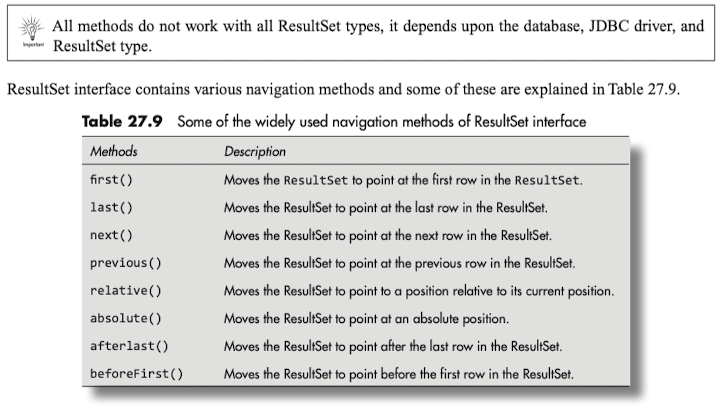 All methods do not work with all ResultSet types, it depends upon the database, JDBC driver, and
Important
ResultSet type.
ResultSet interface contains various navigation methods and some of these are explained in Table 27.9.
Table 27.9 Some of the widely used navigation methods of ResultSet interface
Methods Description
first() Moves the ResultSet to point at the first row in the ResultSet.
last() Moves the ResultSet to point at the last row in the ResultSet.
next() Moves the ResultSet to point at the next row in the ResultSet.
previous() Moves the ResultSet to point at the previous row in the ResultSet.
relative() Moves the ResultSet to point to a position relative to its current position.
absolute() Moves the ResultSet to point at an absolute position.
afterlast() Moves the ResultSet to point after the last row in the ResultSet.
beforeFirst() Moves the ResultSet to point before the first row in the ResultSet.